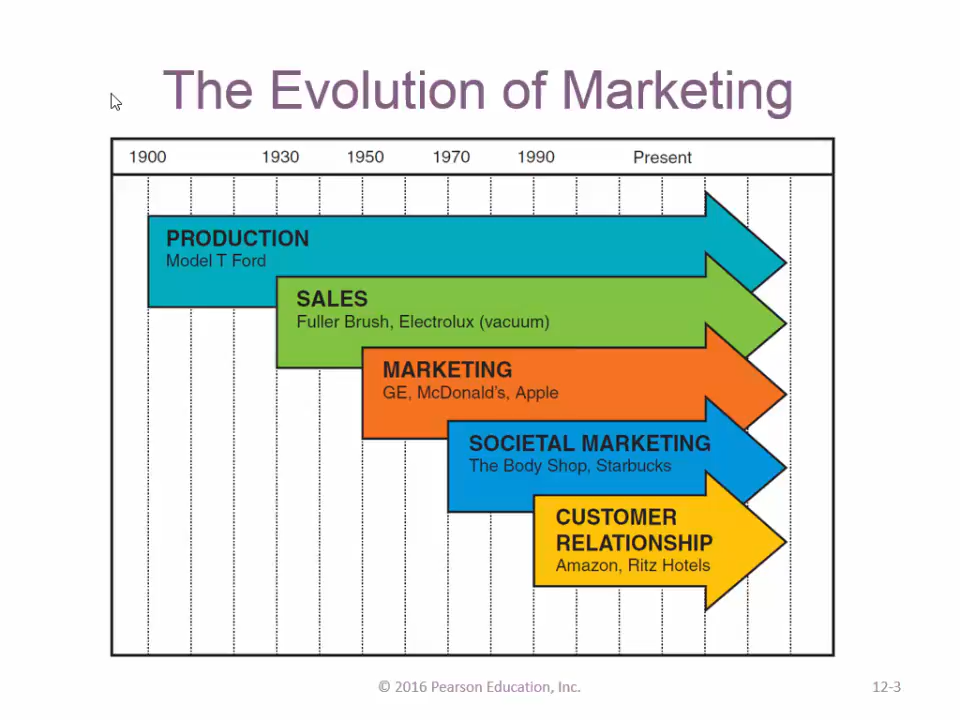 The Evolution of Marketing
1900 1930 1950 1970 1990 Present
PRODUCTION
Model T Ford
SALES
Fuller Brush, Electrolux (vacuum)
MARKETING
GE, McDonald’s, Apple
SOCIETAL MARKETING
The Body Shop, Starbucks
CUSTOMER
RELATIONSHIP
Amazon, Ritz Hotels
© 2016 Pearson Education, Inc.
12-3